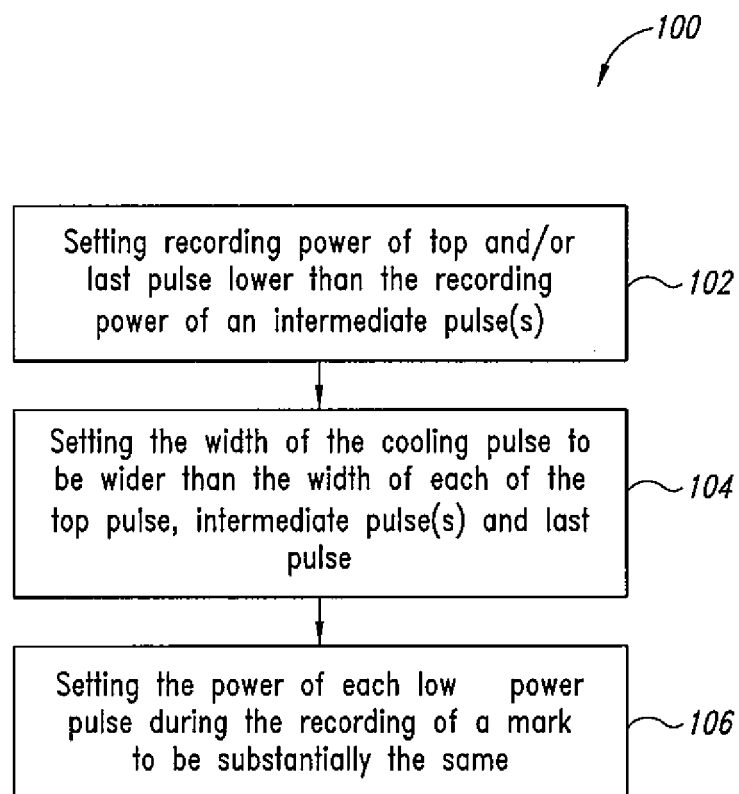 100
Setting recording power of top and/or
last pulse lower than the recording
power of an intermediate pulse(s)
102
Setting the width of the cooling pulse to
be wider than the width of each of the
top pulse, intermediate pulse(s) and last
pulse
104
Setting the power of each low power
pulse during the recording of a mark
to be substantially the same
106